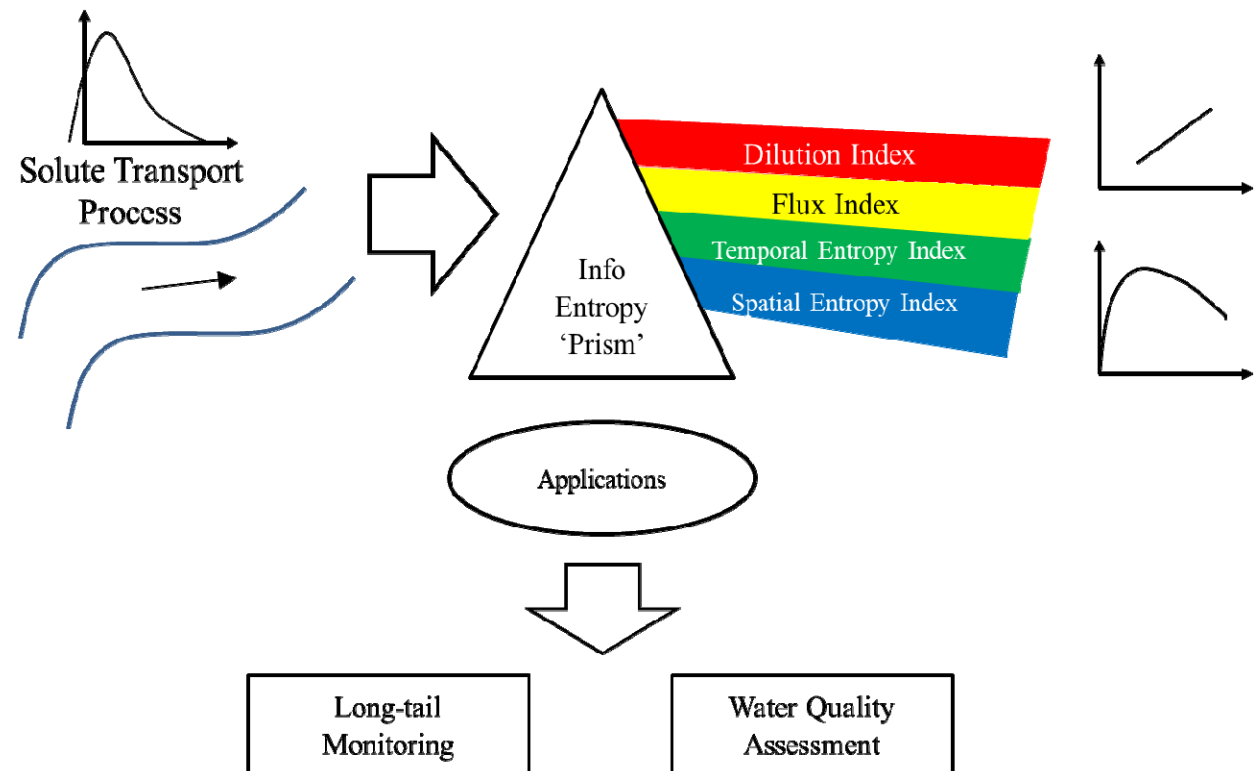 Solute Transport
Process
Info
Entropy
‘Prism’
Dilution Index
Flux Index
Temporal Entropy Index
Spatial Entropy Index
Applications
Long-tail
Monitoring
Water Quality
Assessment